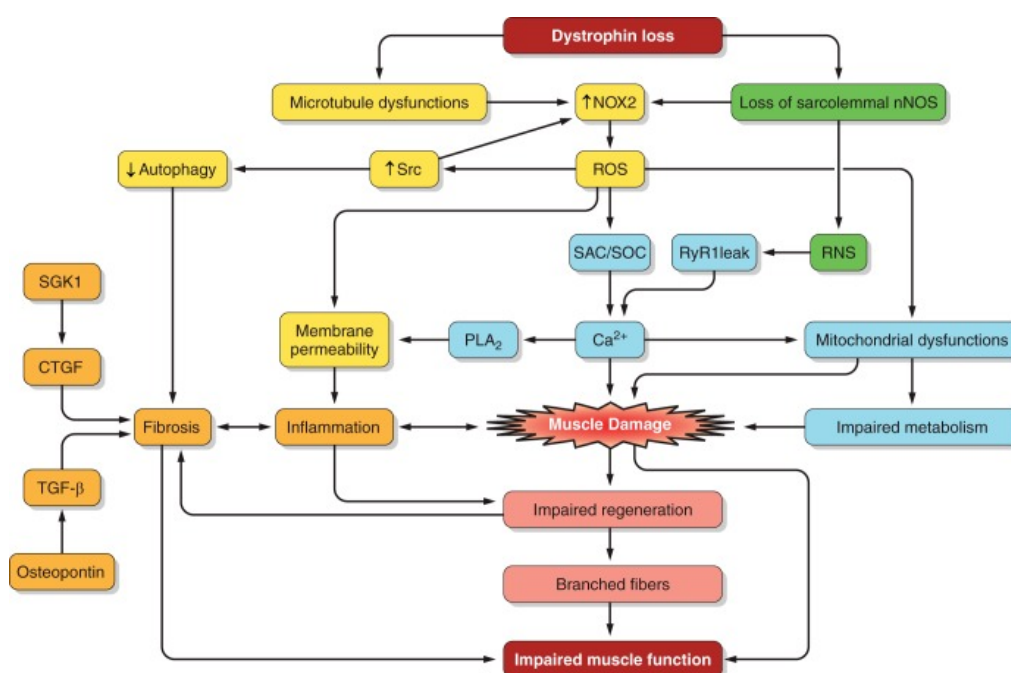 Dystrophin loss
Microtubule dysfunctions
↑NOX2
Loss of sarcolemmal nNOS
↓Autophagy
↑Src
ROS
SAC/SOC
RyR1leak
RNS
SGK1
Membrane
permeability
PLA₂
Ca²⁺
Mitochondrial dysfunctions
CTGF
Fibrosis
Inflammation
Muscle Damage
Impaired metabolism
TGF-β
Impaired regeneration
Osteopontin
Branched fibers
Impaired muscle function